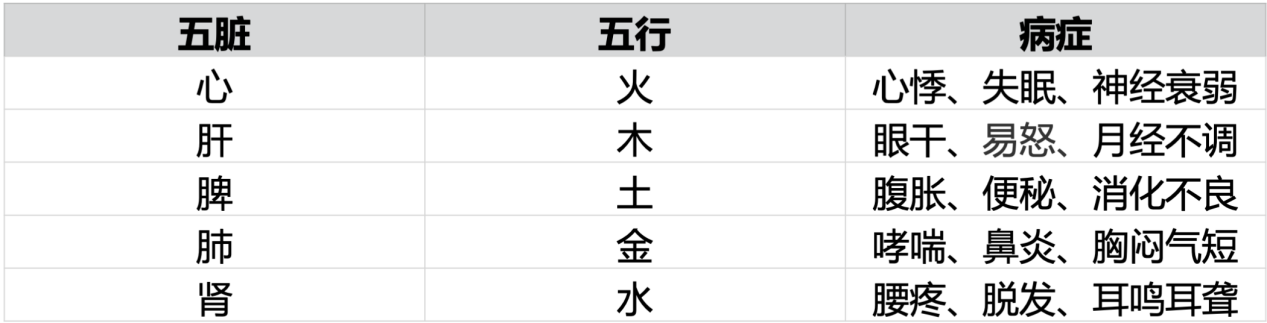 五脏 五行 病症
心 火 心悸、失眠、神经衰弱
肝 木 眼干、易怒、月经不调
脾 土 腹胀、便秘、消化不良
肺 金 哮喘、鼻炎、胸闷气短
肾 水 腰疼、脱发、耳鸣耳聋